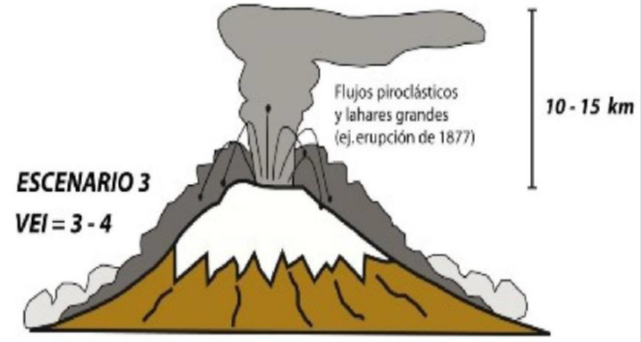 Flujos piroclásticos
y lahares grandes
(ej. erupción de 1877)
10 - 15 km
ESCENARIO 3
VEI = 3 - 4